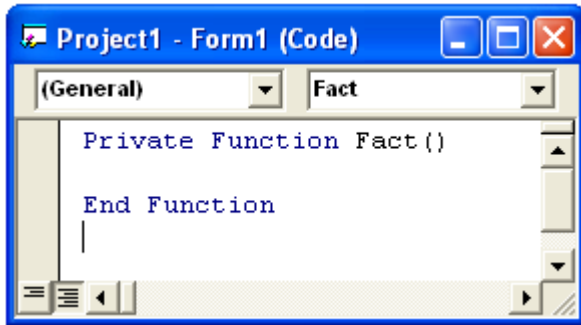 Project1 - Form1 (Code)
(General) Fact
Private Function Fact()
End Function